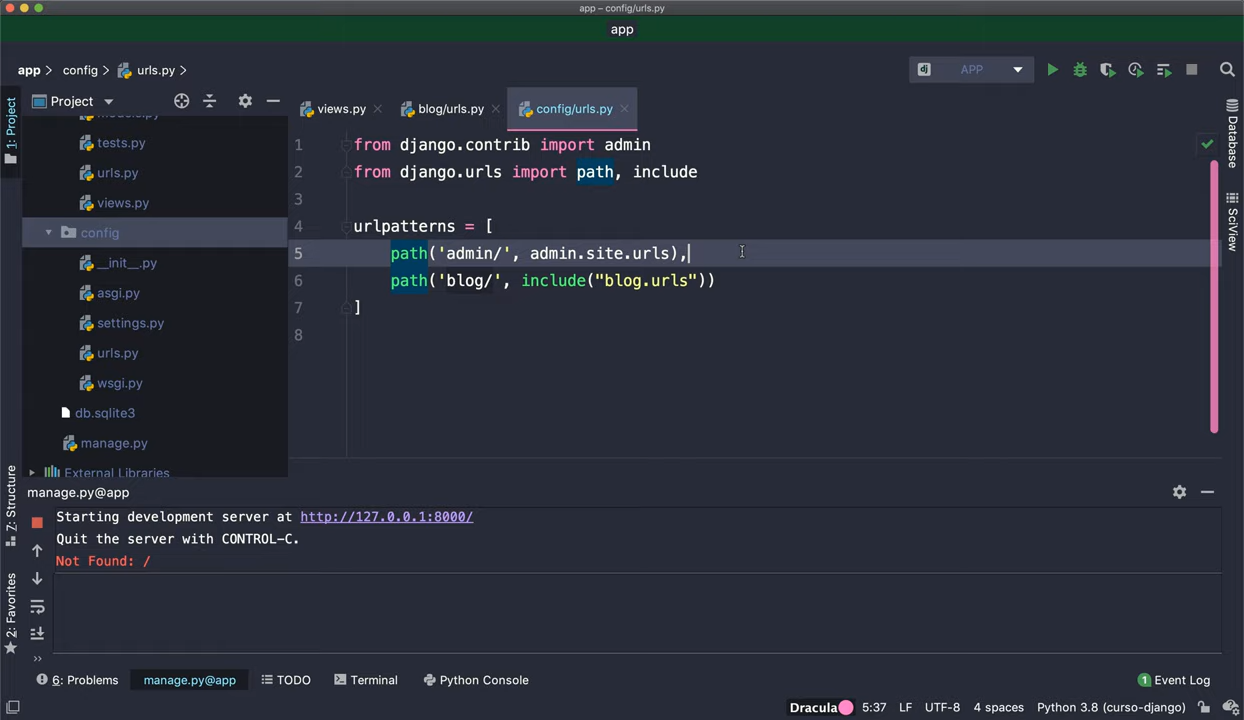 app – config/urls.py
app
app > config > urls.py >
APP
1: Project
Project
views.py
blog/urls.py
config/urls.py
tests.py
urls.py
views.py
config
__init__.py
asgi.py
settings.py
urls.py
wsgi.py
db.sqlite3
manage.py
External Libraries
1 from django.contrib import admin
2 from django.urls import path, include
3
4 urlpatterns = [
5 path('admin/', admin.site.urls),
6 path('blog/', include("blog.urls"))
7 ]
8
Database
SciView
Z: Structure
2: Favorites
manage.py@app
Starting development server at http://127.0.0.1:8000/
Quit the server with CONTROL-C.
Not Found: /
6: Problems
manage.py@app
TODO
Terminal
Python Console
1 Event Log
Dracula
5:37
LF
UTF-8
4 spaces
Python 3.8 (curso-django)